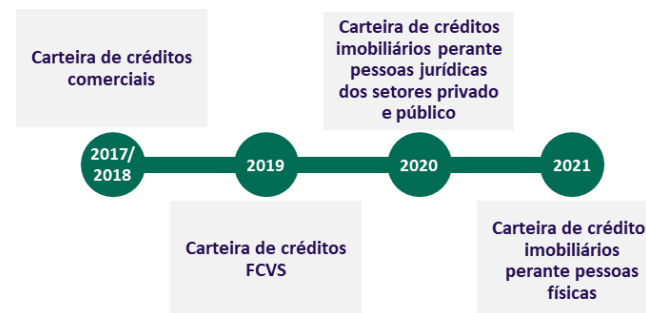 Carteira de créditos
comerciais
Carteira de créditos
imobiliários perante
pessoas jurídicas
dos setores privado
e público
2017/
2018
2019
2020
2021
Carteira de créditos
FCVS
Carteira de crédito
imobiliários
perante pessoas
físicas